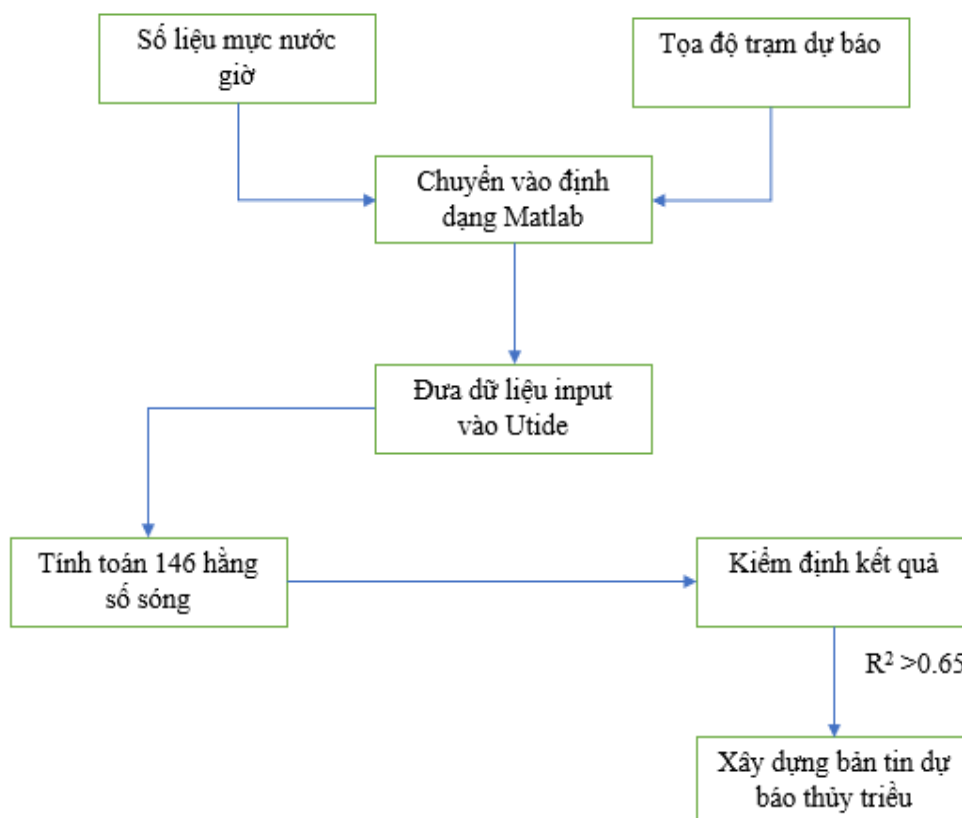 Số liệu mực nước
giờ
Tọa độ trạm dự báo
Chuyển vào định
dạng Matlab
Đưa dữ liệu input
vào Utide
Tính toán 146 hằng
số sóng
Kiểm định kết quả
R² >0.65
Xây dựng bản tin dự
báo thủy triều